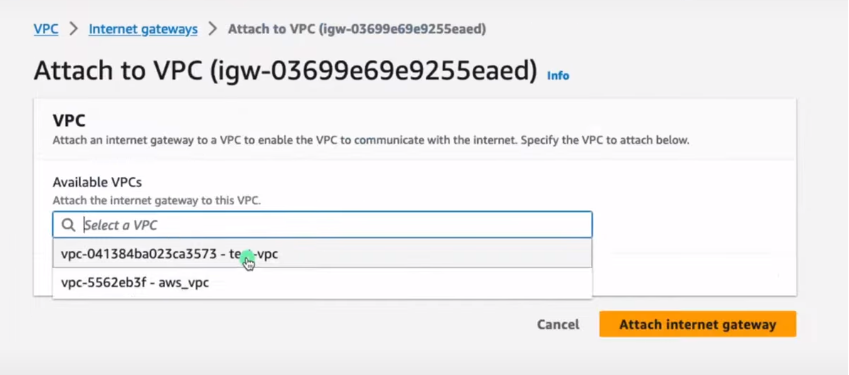 VPC > Internet gateways > Attach to VPC (igw-03699e69e9255eaed)
Attach to VPC (igw-03699e69e9255eaed) Info
VPC
Attach an internet gateway to a VPC to enable the VPC to communicate with the internet. Specify the VPC to attach below.
Available VPCs
Attach the internet gateway to this VPC.
Select a VPC
vpc-041384ba023ca3573 - -vpc
vpc-5562eb3f - aws_vpc
Cancel Attach internet gateway